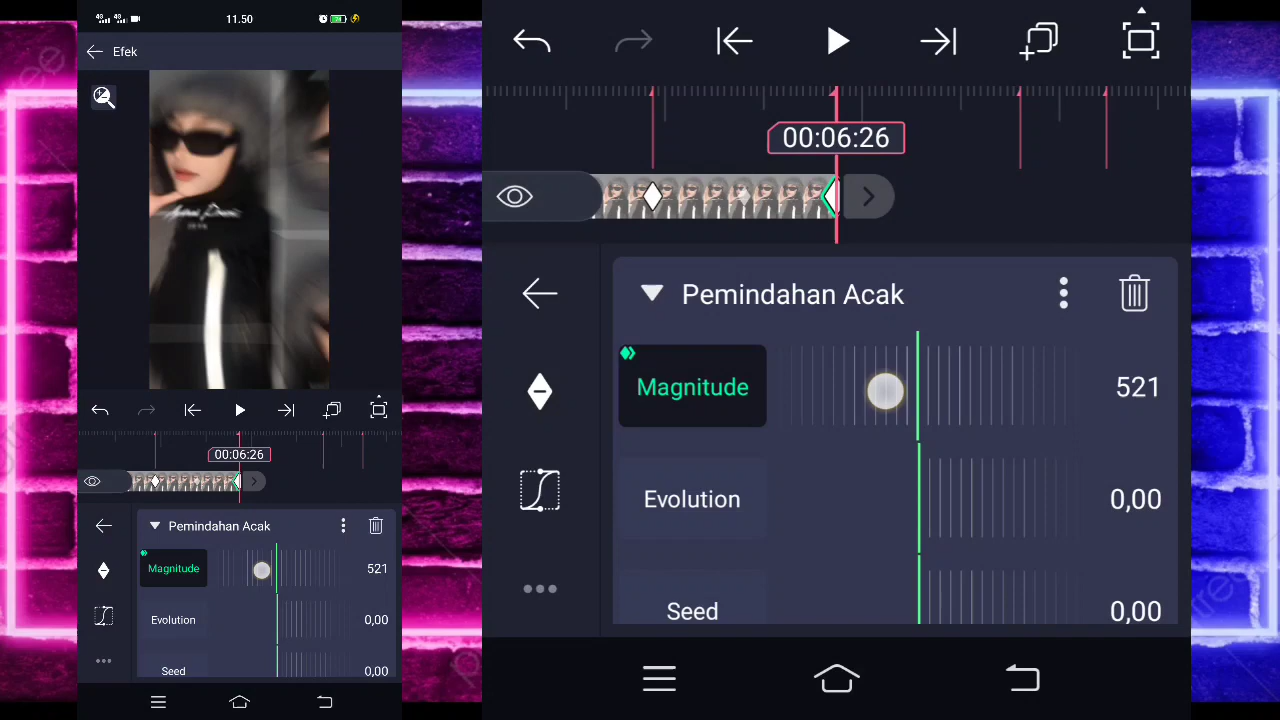 11.50
Efek
00:06:26
Pemindahan Acak
Magnitude
521
Evolution
0,00
Seed
0,00
00:06:26
Pemindahan Acak
Magnitude
521
Evolution
0,00
Seed
0,00